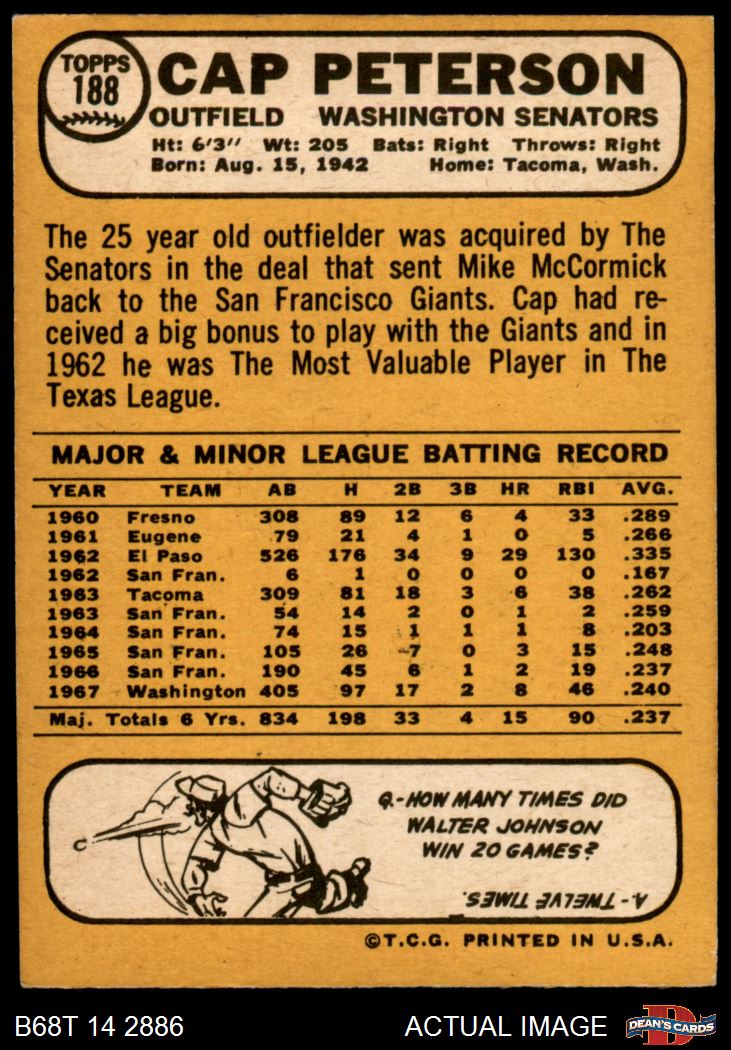 TOPPS
188
CAP PETERSON
OUTFIELD WASHINGTON SENATORS
Ht: 6'3" Wt: 205 Bats: Right Throws: Right
Born: Aug. 15, 1942 Home: Tacoma, Wash.
The 25 year old outfielder was acquired by The
Senators in the deal that sent Mike McCormick
back to the San Francisco Giants. Cap had re-
ceived a big bonus to play with the Giants and in
1962 he was The Most Valuable Player in The
Texas League.
MAJOR & MINOR LEAGUE BATTING RECORD
YEAR TEAM AB H 2B 3B HR RBI AVG.
1960 Fresno 308 89 12 6 4 33 .289
1961 Eugene 79 21 4 1 0 5 .266
1962 El Paso 526 176 34 9 29 130 .335
1962 San Fran. 6 1 0 0 0 0 .167
1963 Tacoma 309 81 18 3 6 38 .262
1963 San Fran. 54 14 2 0 1 2 .259
1964 San Fran. 74 15 1 1 1 8 .203
1965 San Fran. 105 26 7 0 3 15 .248
1966 San Fran. 190 45 6 1 2 19 .237
1967 Washington 405 97 17 2 8 46 .240
Maj. Totals 6 Yrs. 834 198 33 4 15 90 .237
Q.-HOW MANY TIMES DID
WALTER JOHNSON
WIN 20 GAMES?
A.-TWELVE TIMES.
©T.C.G. PRINTED IN U.S.A.
B68T 14 2886 ACTUAL IMAGE
D
DEAN'S CARDS